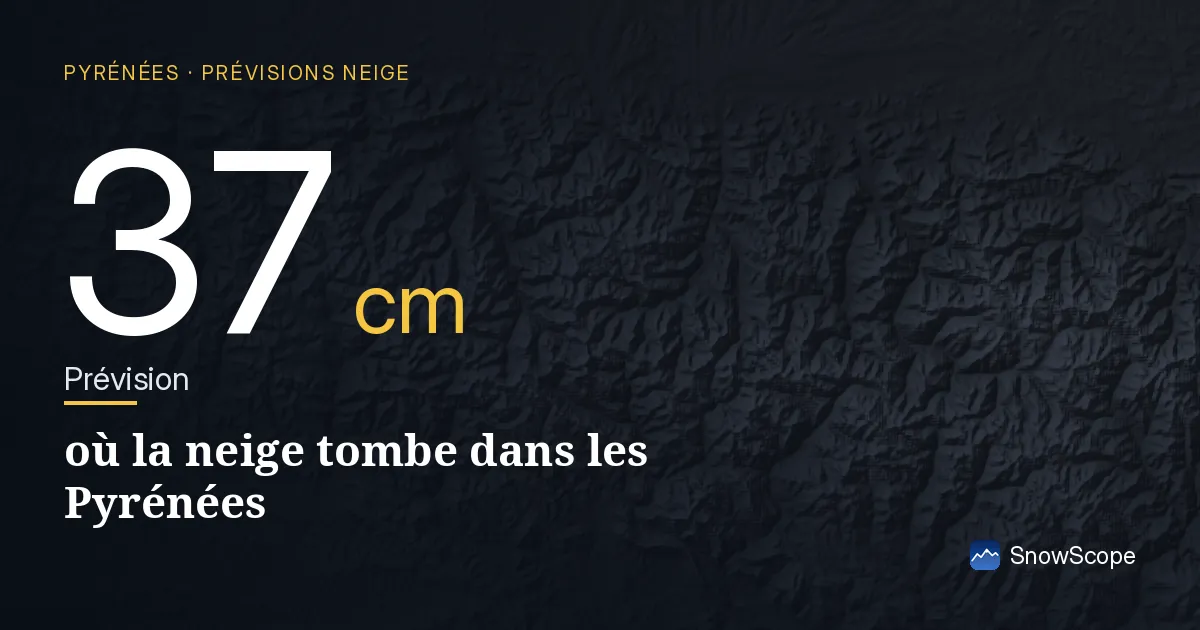 PYRÉNÉES · PRÉVISIONS NEIGE
37 cm
Prévision
où la neige tombe dans les
Pyrénées
SnowScope